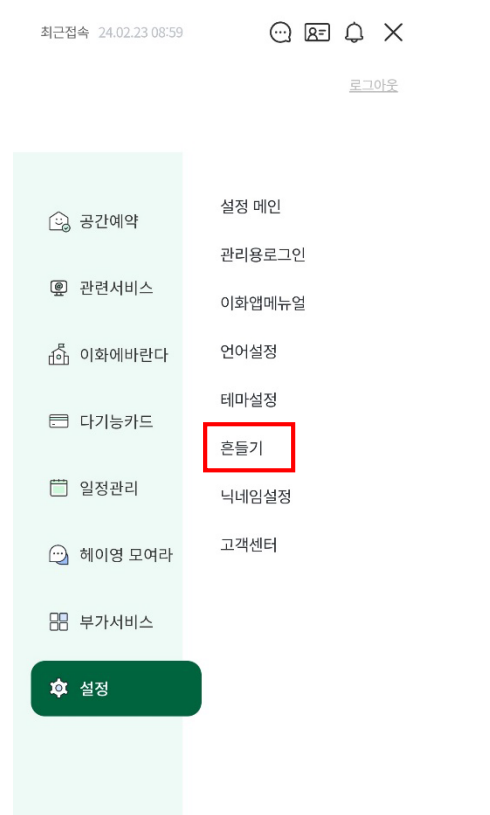 최근접속 24.02.23 08:59
로그아웃
공간예약
관련서비스
이화에바란다
다기능카드
일정관리
헤이영 모여라
부가서비스
설정
설정 메인
관리용로그인
이화앱메뉴얼
언어설정
테마설정
흔들기
닉네임설정
고객센터